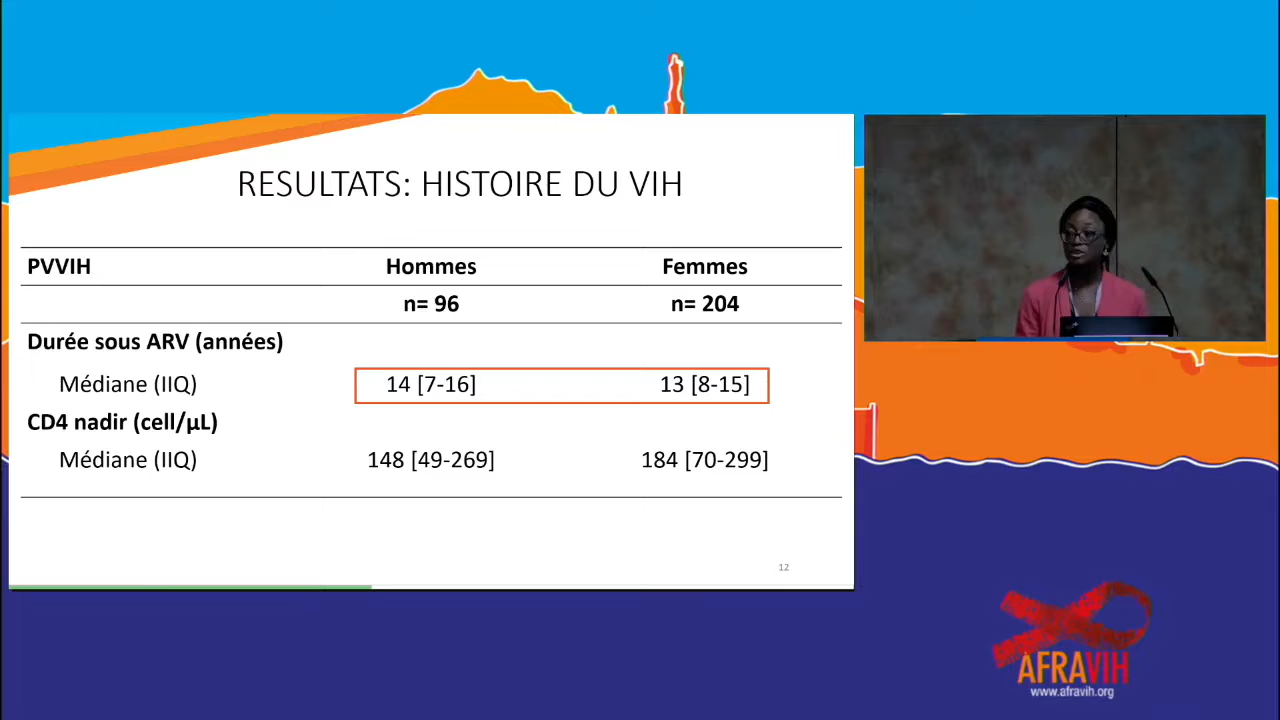 RESULTATS: HISTOIRE DU VIH
PVVIH Hommes Femmes
n= 96 n= 204
Durée sous ARV (années)
Médiane (IIQ) 14 [7-16] 13 [8-15]
CD4 nadir (cell/µL)
Médiane (IIQ) 148 [49-269] 184 [70-299]
12
AFRAVIH
www.afravih.org